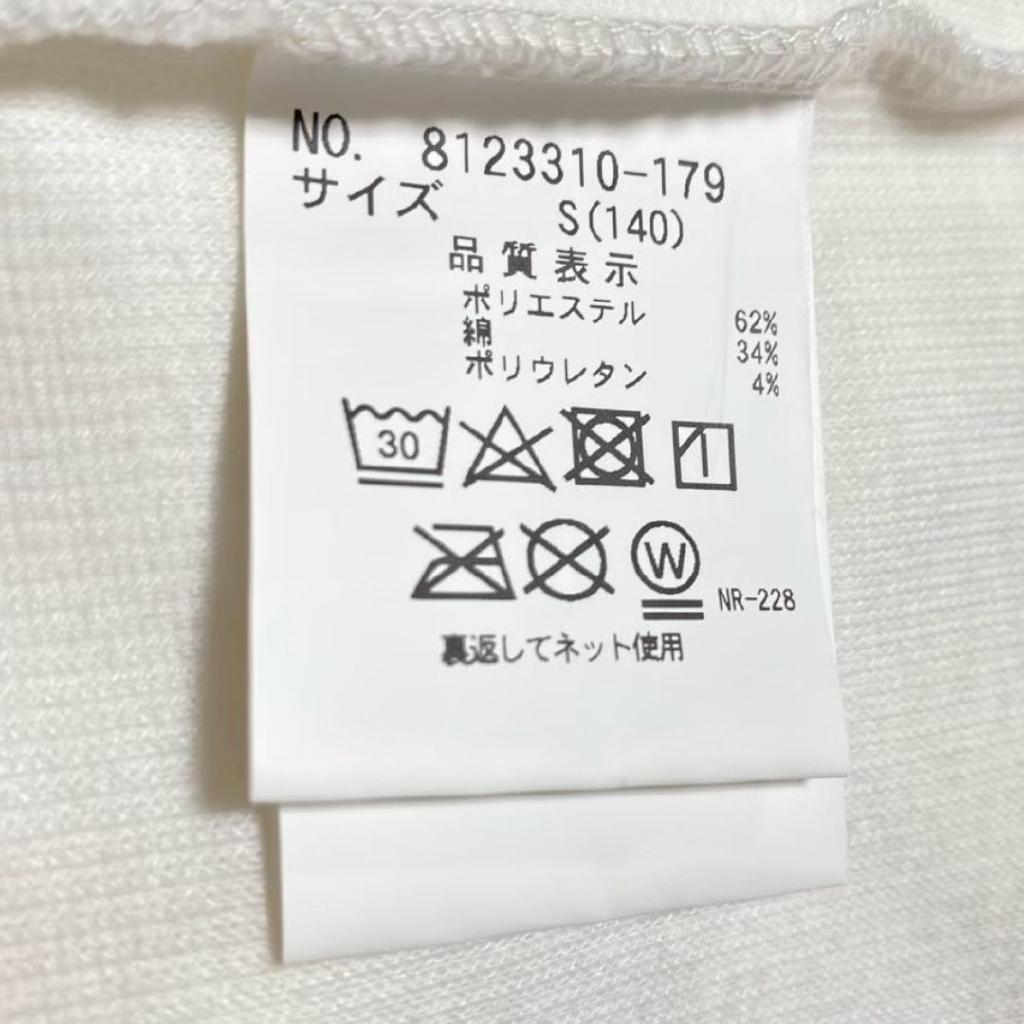 NO. 8123310-179
サイズ S(140)
品質表示
ポリエステル 62%
綿 34%
ポリウレタン 4%
30
W
NR-228
裏返してネット使用